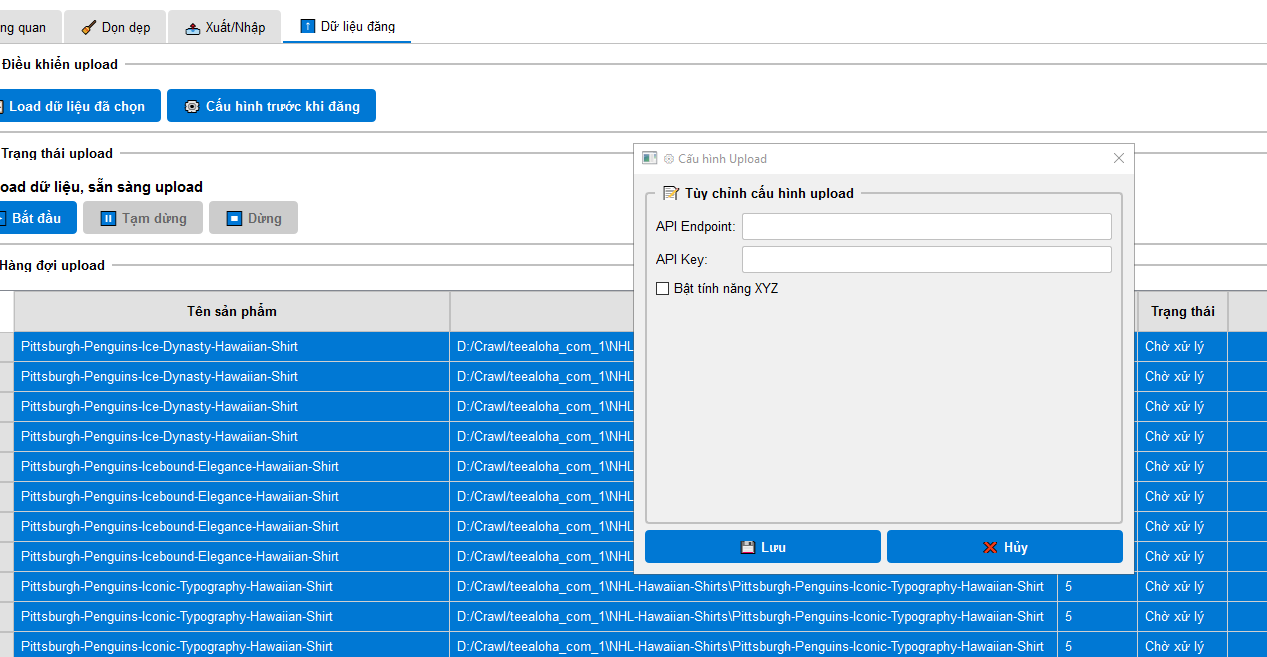 ng quan
Dọn dẹp
Xuất/Nhập
Dữ liệu đăng
Điều khiển upload
Load dữ liệu đã chọn
Cấu hình trước khi đăng
Trạng thái upload
oad dữ liệu, sẵn sàng upload
Bắt đầu
Tạm dừng
Dừng
Hàng đợi upload
Cấu hình Upload
Tùy chỉnh cấu hình upload
API Endpoint:
API Key:
Bật tính năng XYZ
Lưu
Hủy
Tên sản phẩm Trạng thái
Pittsburgh-Penguins-Ice-Dynasty-Hawaiian-Shirt D:/Crawl/teealoha_com_1\NHL Chờ xử lý
Pittsburgh-Penguins-Ice-Dynasty-Hawaiian-Shirt D:/Crawl/teealoha_com_1\NHL Chờ xử lý
Pittsburgh-Penguins-Ice-Dynasty-Hawaiian-Shirt D:/Crawl/teealoha_com_1\NHL Chờ xử lý
Pittsburgh-Penguins-Ice-Dynasty-Hawaiian-Shirt D:/Crawl/teealoha_com_1\NHL Chờ xử lý
Pittsburgh-Penguins-Icebound-Elegance-Hawaiian-Shirt D:/Crawl/teealoha_com_1\NHL Chờ xử lý
Pittsburgh-Penguins-Icebound-Elegance-Hawaiian-Shirt D:/Crawl/teealoha_com_1\NHL Chờ xử lý
Pittsburgh-Penguins-Icebound-Elegance-Hawaiian-Shirt D:/Crawl/teealoha_com_1\NHL Chờ xử lý
Pittsburgh-Penguins-Icebound-Elegance-Hawaiian-Shirt D:/Crawl/teealoha_com_1\NHL Chờ xử lý
Pittsburgh-Penguins-Iconic-Typography-Hawaiian-Shirt D:/Crawl/teealoha_com_1\NHL-Hawaiian-Shirts\Pittsburgh-Penguins-Iconic-Typography-Hawaiian-Shirt 5 Chờ xử lý
Pittsburgh-Penguins-Iconic-Typography-Hawaiian-Shirt D:/Crawl/teealoha_com_1\NHL-Hawaiian-Shirts\Pittsburgh-Penguins-Iconic-Typography-Hawaiian-Shirt 5 Chờ xử lý
Pittsburgh-Penguins-Iconic-Typography-Hawaiian-Shirt D:/Crawl/teealoha_com_1\NHL-Hawaiian-Shirts\Pittsburgh-Penguins-Iconic-Typography-Hawaiian-Shirt 5 Chờ xử lý